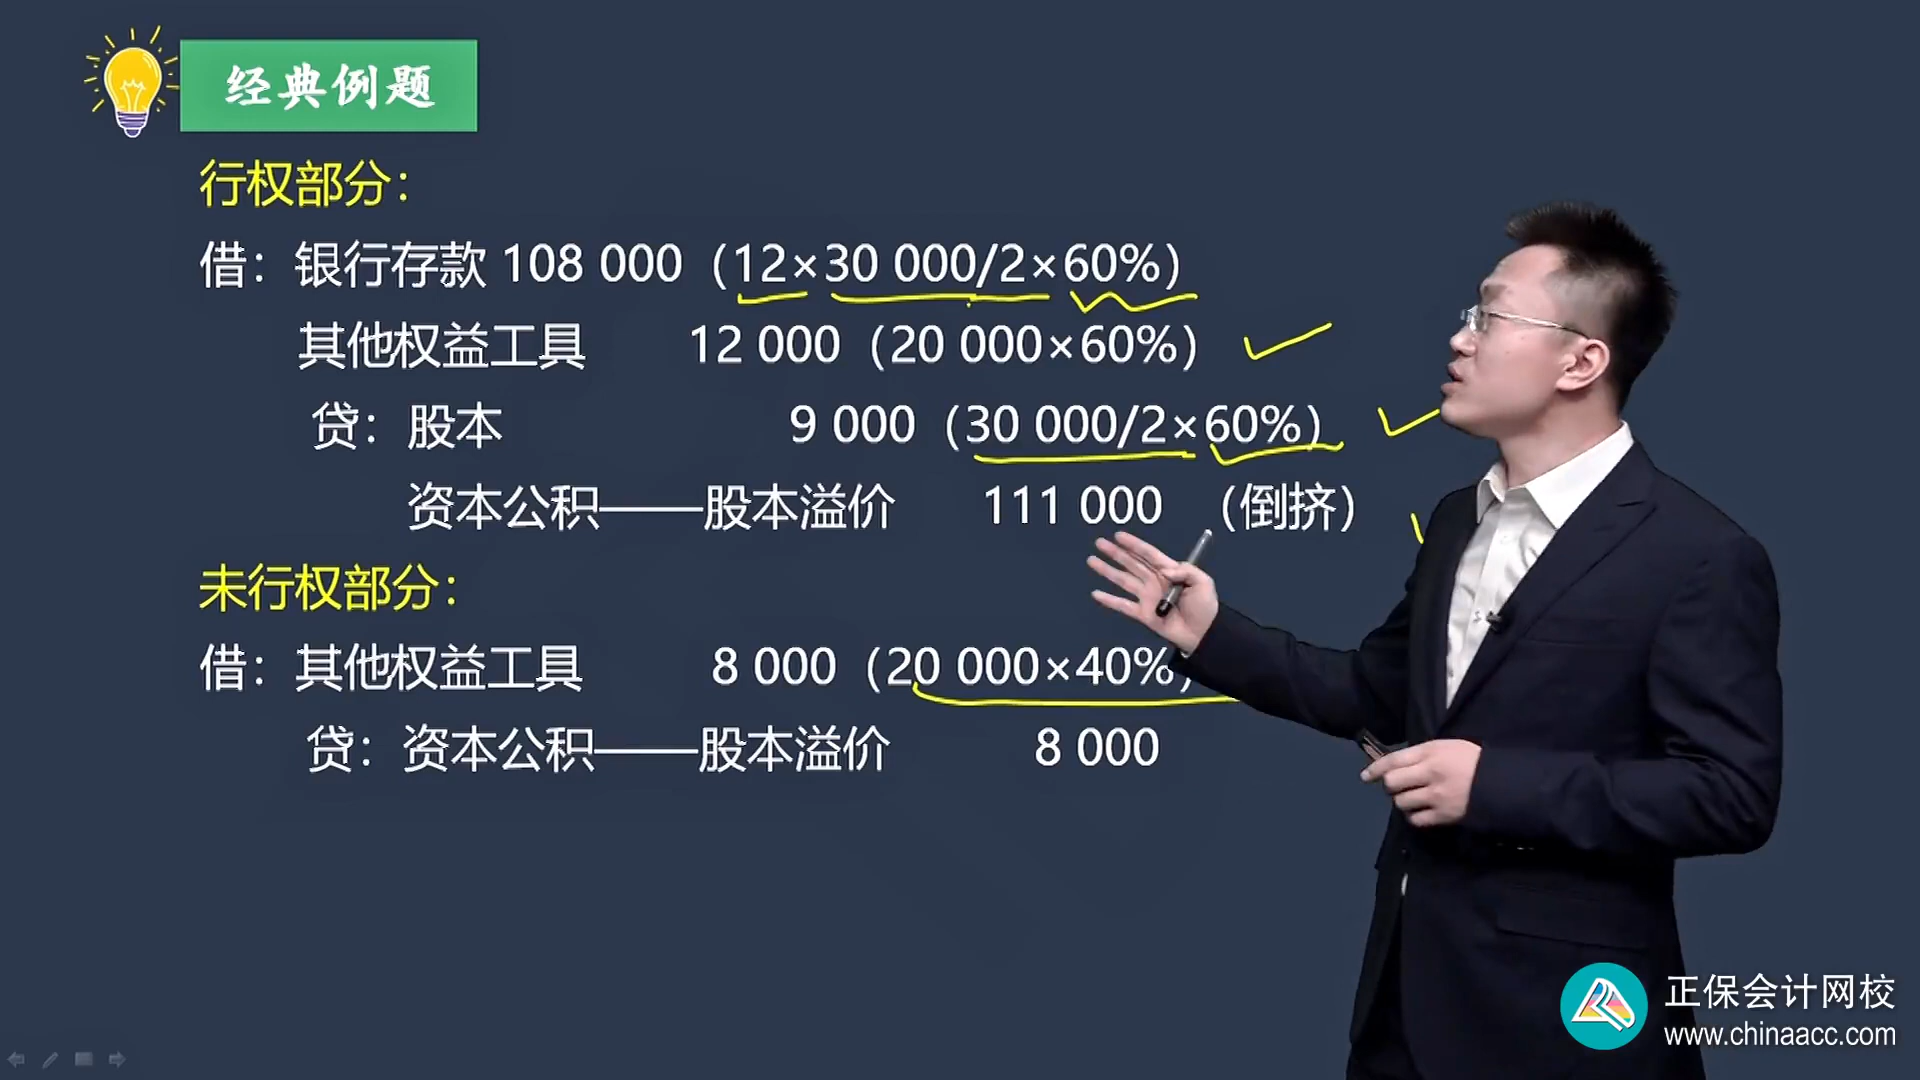 经典例题
行权部分：
借：银行存款 108 000（12×30 000/2×60%）
其他权益工具 12 000（20 000×60%）
贷：股本 9 000（30 000/2×60%）
资本公积——股本溢价 111 000 （倒挤）
未行权部分：
借：其他权益工具 8 000（20 000×40%）
贷：资本公积——股本溢价 8 000
正保会计网校
www.chinaacc.com